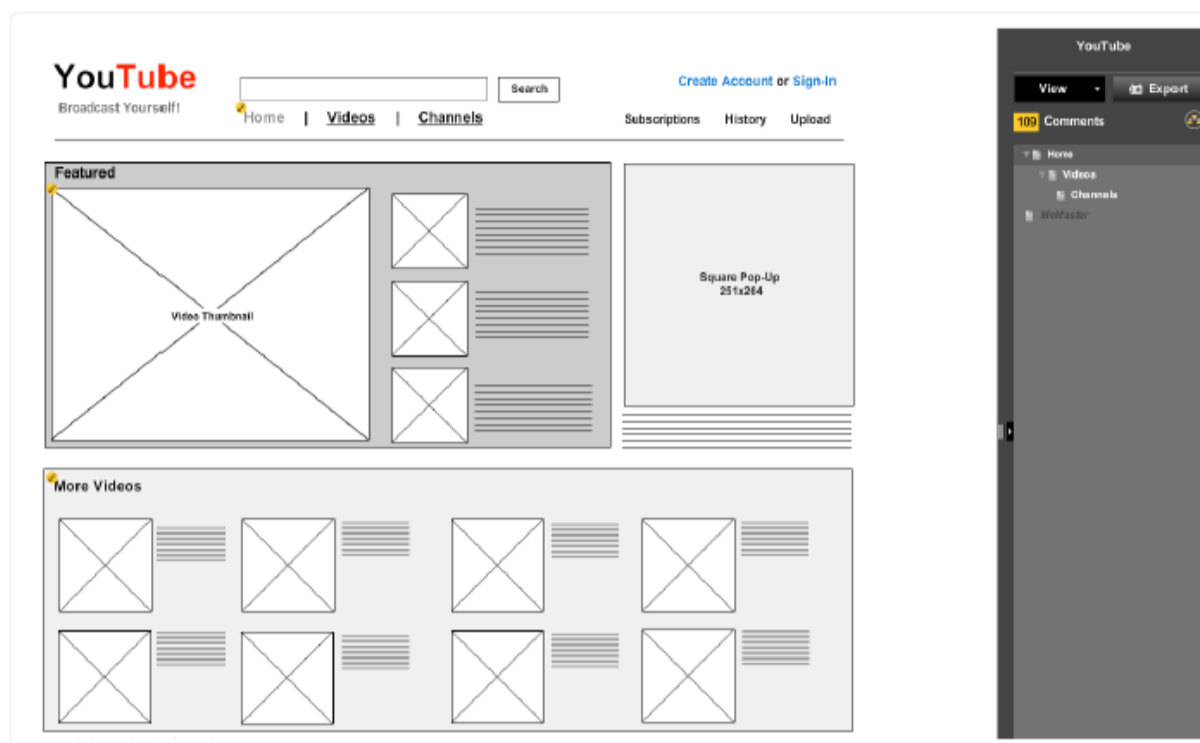 YouTube
Broadcast Yourself!
Search
Create Account or Sign-In
Home | Videos | Channels
Subscriptions History Upload
Featured
Video Thumbnail
Square Pop-Up
251x264
More Videos
YouTube
View
Export
109 Comments
Home
Videos
Channels